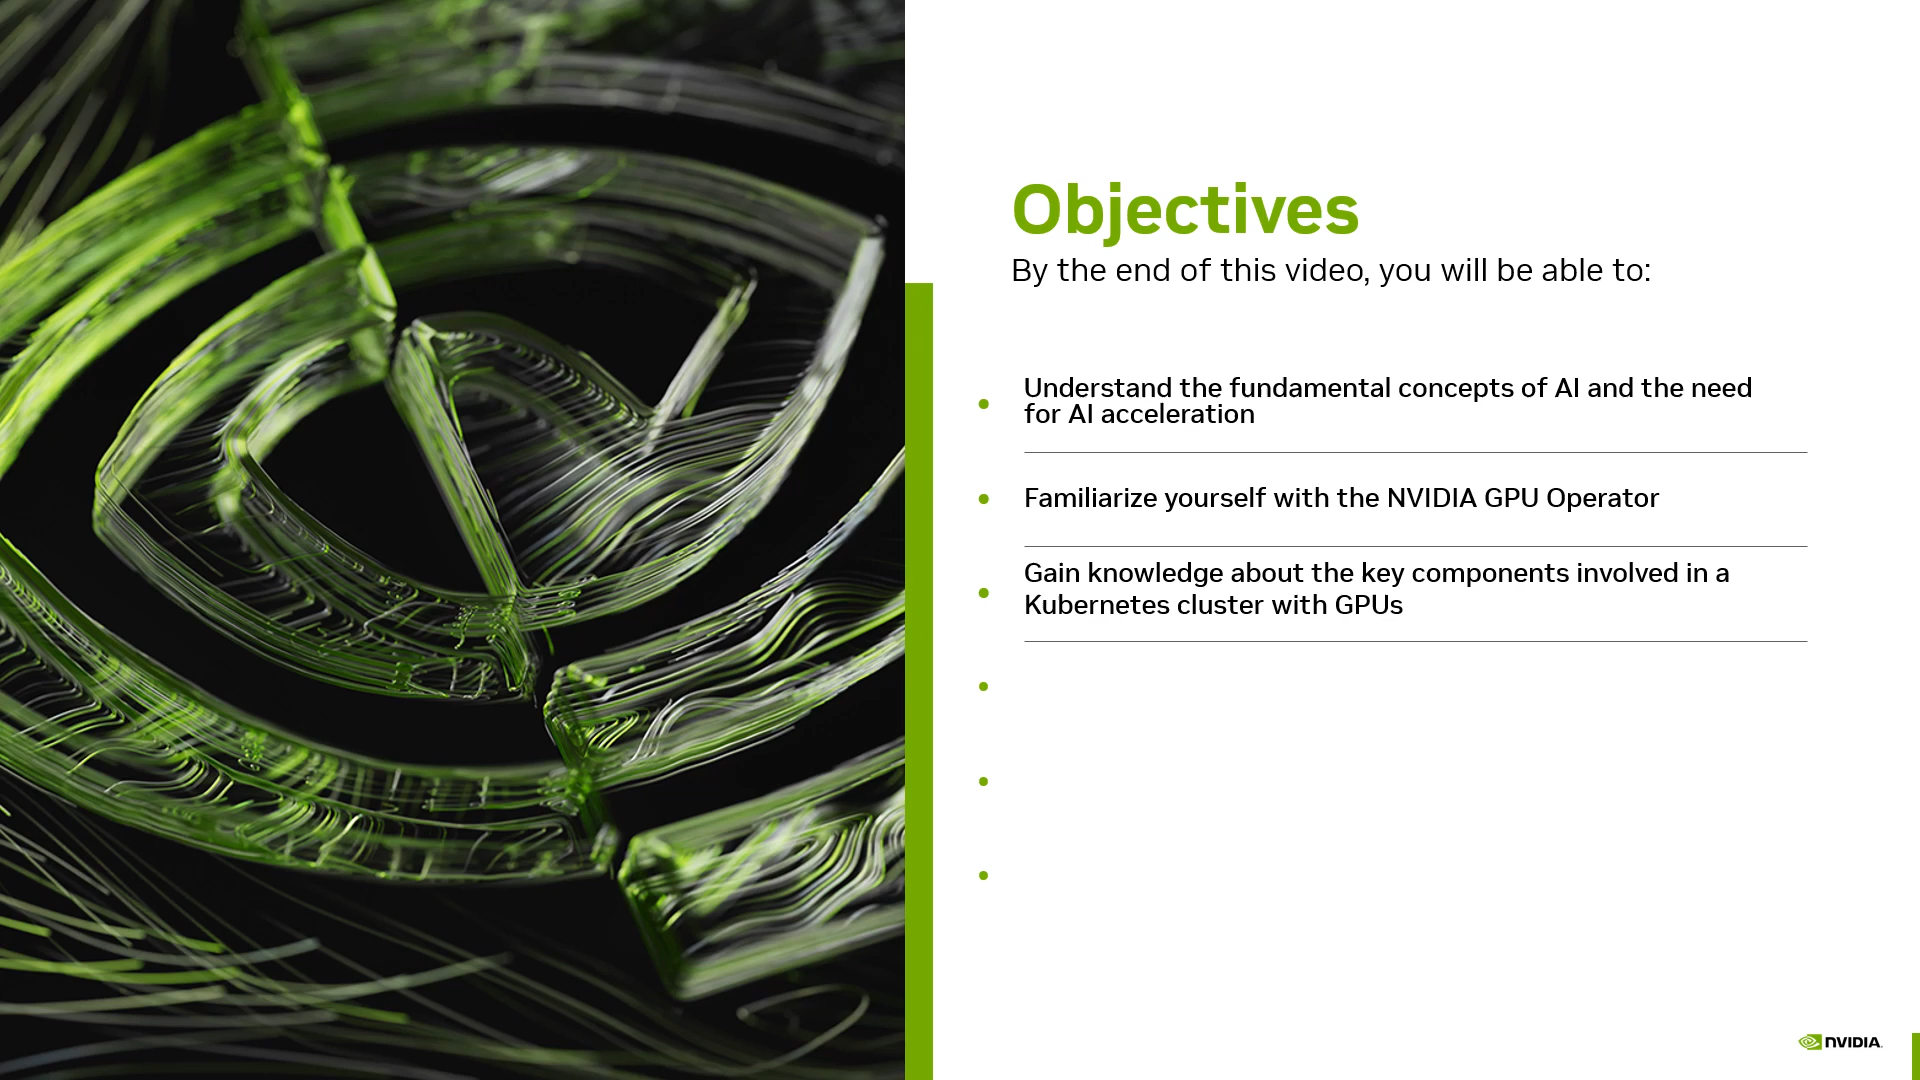 Objectives
By the end of this video, you will be able to:
Understand the fundamental concepts of AI and the need
for AI acceleration
Familiarize yourself with the NVIDIA GPU Operator
Gain knowledge about the key components involved in a
Kubernetes cluster with GPUs
NVIDIA.